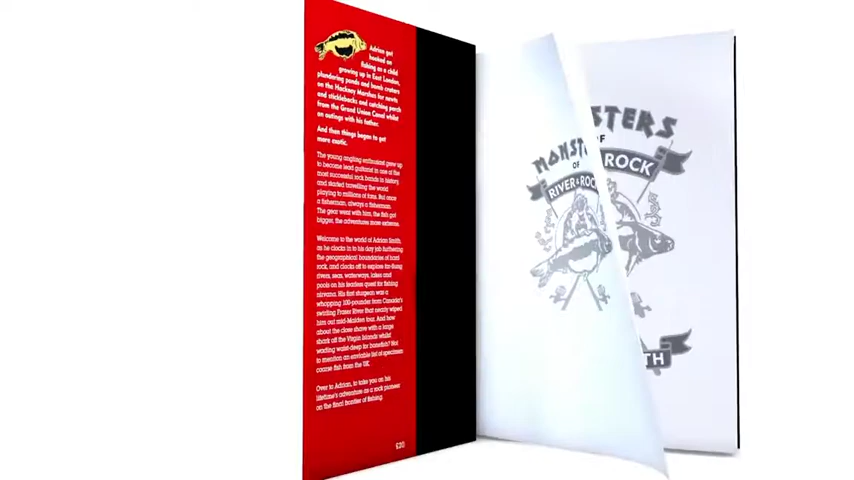 Adrian got
hooked on
fishing as a child
growing up in East London,
plundering ponds and bomb craters
on the Hackney Marshes for newts
and sticklebacks and catching perch
from the Grand Union Canal whilst
on outings with his father.
And then things began to get
more exotic.
The young angling enthusiast grew up
to become lead guitarist in one of the
most successful rock bands in history
and started travelling the world
playing to millions of fans. But once
a fisherman, always a fisherman.
The gear went with him, the fish got
bigger, the adventures more extreme.
Welcome to the world of Adrian Smith,
as he clocks in to his day job furthering
the geographical boundaries of hard
rock, and clocks off to explore far-flung
rivers, seas, waterways, lakes and
pools on his fearless quest for fishing
nirvana. His first sturgeon was a
whopping 100-pounder from Canada's
swirling Fraser River that nearly wiped
him out mid-Maiden tour. And how
about the close shave with a large
shark off the Virgin Islands whilst
wading waist-deep for bonefish? Not
to mention an enviable list of specimen
coarse fish from the UK.
Over to Adrian, to take you on his
lifetime's adventure as a rock pioneer
on the final frontier of fishing.
£20
MONST
OF
RIVER & ROC
STERS
OF
ROCK
TH